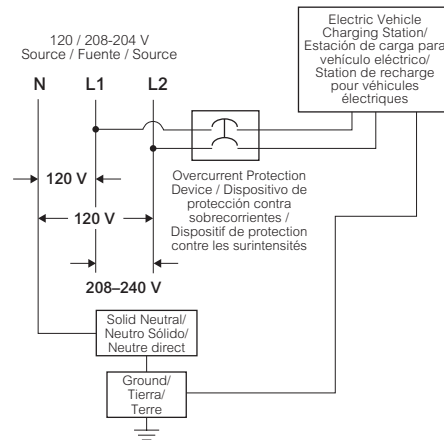 120 / 208-204 V
Source / Fuente / Source
N L1 L2
Electric Vehicle
Charging Station/
Estación de carga para
vehículo eléctrico/
Station de recharge
pour véhicules
électriques
120 V
120 V
208–240 V
Overcurrent Protection
Device / Dispositivo de
protección contra
sobrecorrientes /
Dispositif de protection
contre les surintensités
Solid Neutral/
Neutro Sólido/
Neutre direct
Ground/
Tierra/
Terre